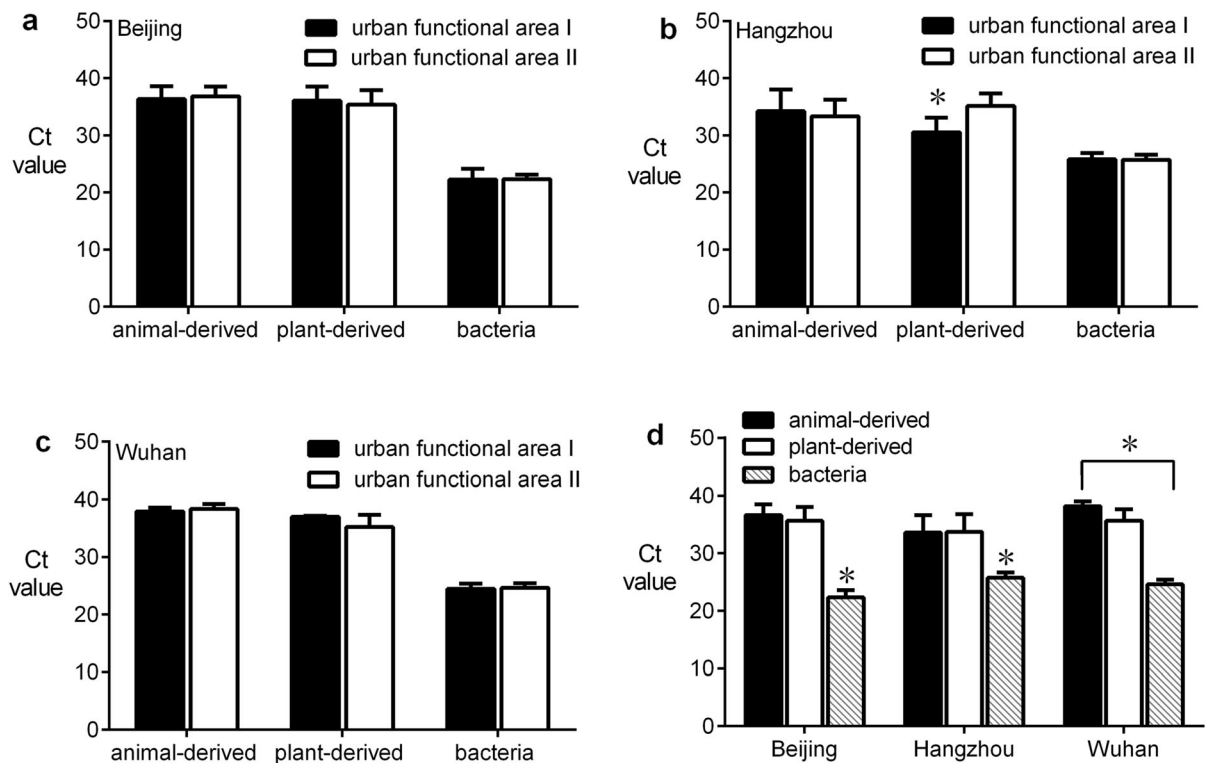 a
Beijing
urban functional area I
urban functional area II
50
40
30
20
10
0
Ct
value
animal-derived
plant-derived
bacteria
b
Hangzhou
urban functional area I
urban functional area II
50
40
30
20
10
0
Ct
value
*
animal-derived
plant-derived
bacteria
c
Wuhan
urban functional area I
urban functional area II
50
40
30
20
10
0
Ct
value
animal-derived
plant-derived
bacteria
d
animal-derived
plant-derived
bacteria
50
40
30
20
10
0
Ct
value
*
*
*
Beijing
Hangzhou
Wuhan